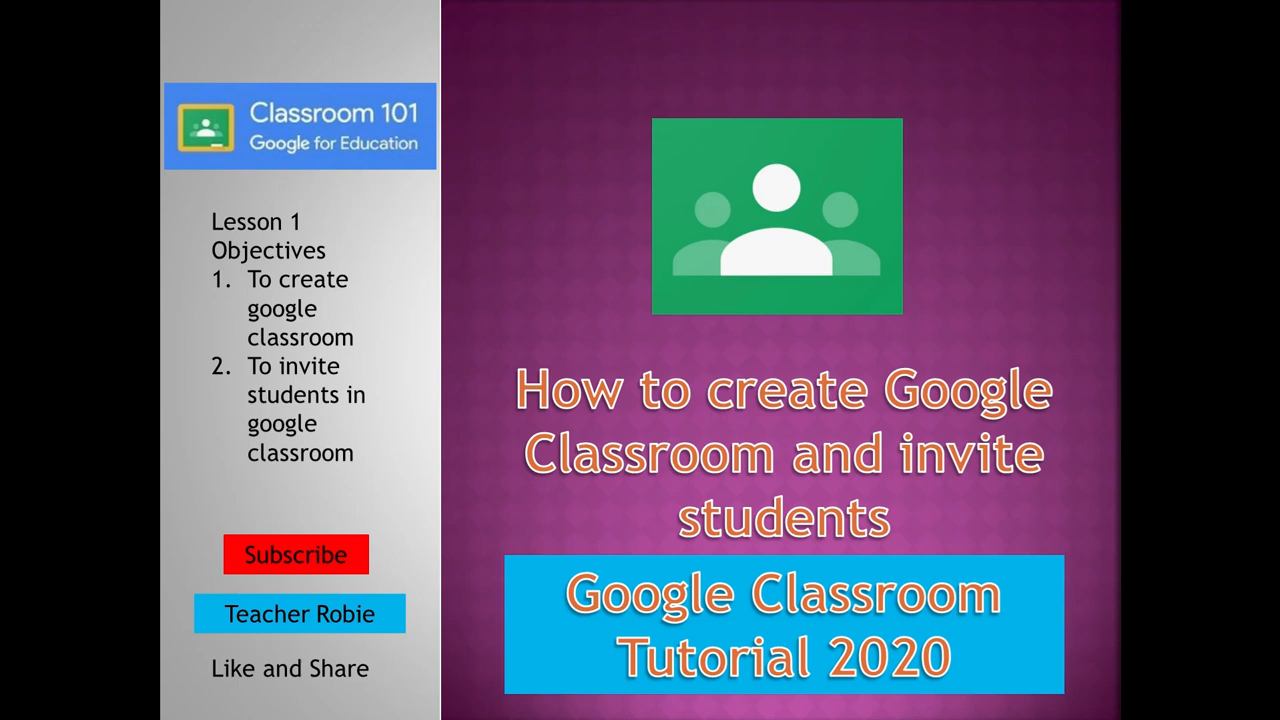 Classroom 101
Google for Education
Lesson 1
Objectives
1. To create
google
classroom
2. To invite
students in
google
classroom
Subscribe
Teacher Robie
Like and Share
How to create Google
Classroom and invite
students
Google Classroom
Tutorial 2020